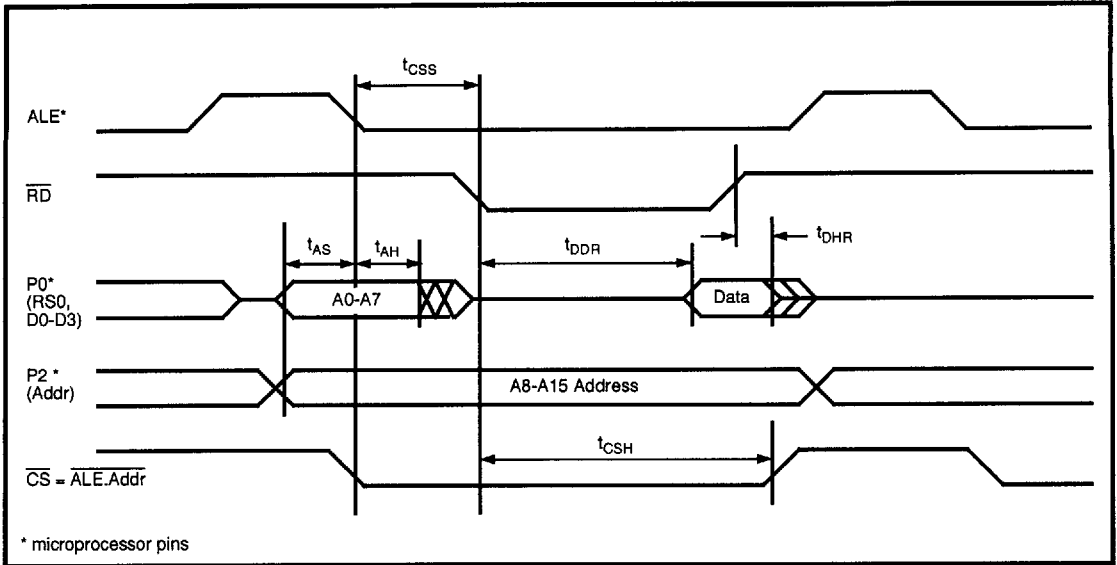 tCSS
ALE*
RD
tAS
tAH
tDDR
tDHR
P0*
(RS0,
D0-D3)
A0-A7
Data
P2 *
(Addr)
A8-A15 Address
tCSH
CS = ALE.Addr
* microprocessor pins